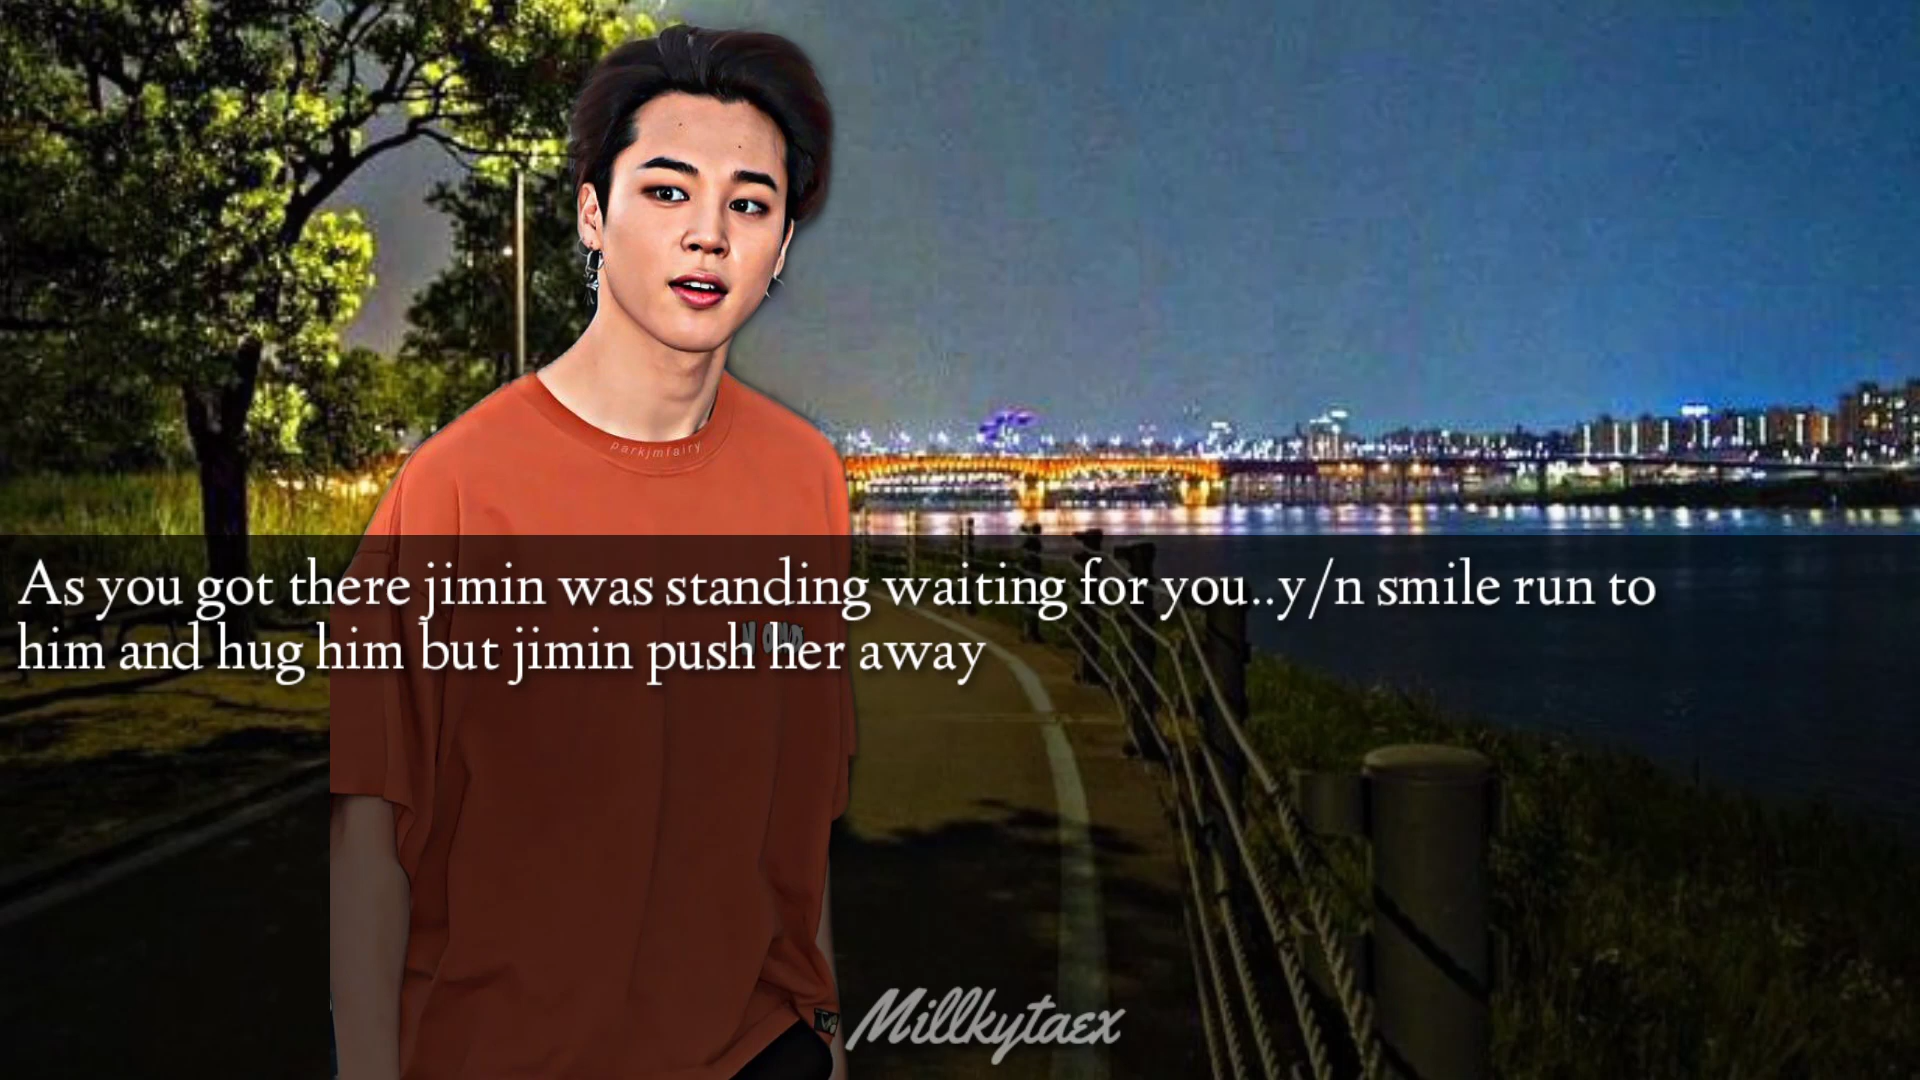 parkjmfairy
As you got there jimin was standing waiting for you..y/n smile run to
him and hug him but jimin push her away
Millkytaex